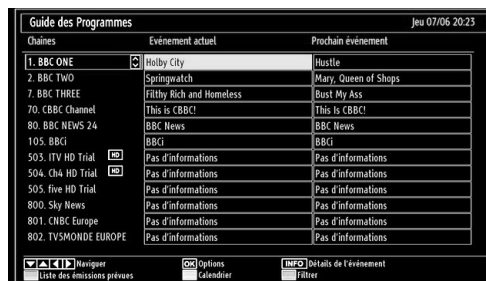 Guide des Programmes Jeu 07/06 20:23
Chaines Evénement actuel Prochain événement
1. BBC ONE Holby City Hustle
2. BBC TWO Springwatch Mary, Queen of Shops
7. BBC THREE Filthy Rich and Homeless Bust My Ass
70. CBBC Channel This is CBBC! This Is CBBC!
80. BBC NEWS 24 BBC News BBC News
105. BBCi BBCi BBCi
503. ITV HD Trial HD Pas d'informations Pas d'informations
504. Ch4 HD Trial HD Pas d'informations Pas d'informations
505. five HD Trial Pas d'informations Pas d'informations
800. Sky News Pas d'informations Pas d'informations
801. CNBC Europe Pas d'informations Pas d'informations
802. TV5MONDE EUROPE Pas d'informations Pas d'informations
Naviguer OK Options INFO Détails de l'événement
Liste des émissions prévues Calendrier Filtrer